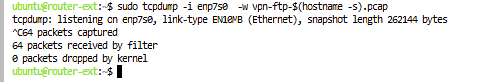 ubuntu@router-ext:~$ sudo tcpdump -i enp7s0  -w vpn-ftp-$(hostname -s).pcap
tcpdump: listening on enp7s0, link-type EN10MB (Ethernet), snapshot length 262144 bytes
^C64 packets captured
64 packets received by filter
0 packets dropped by kernel
ubuntu@router-ext:~$